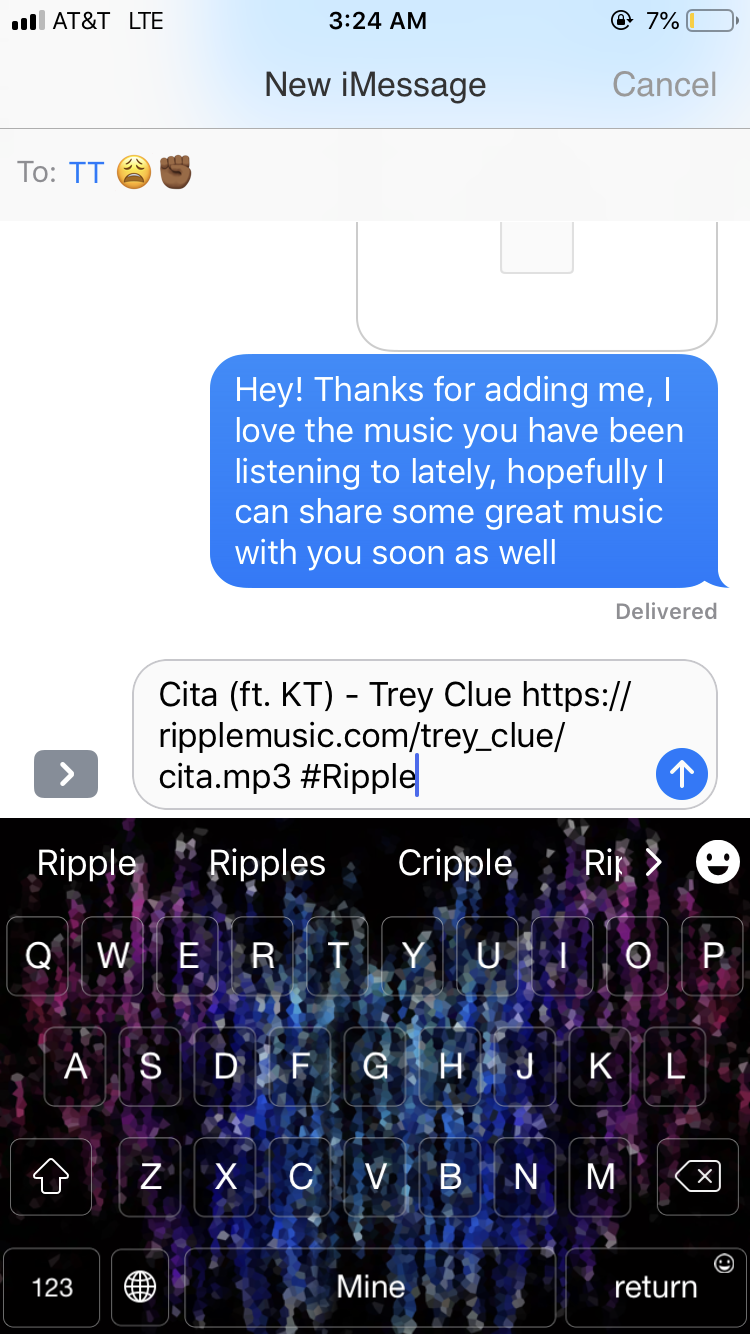 AT&T LTE 3:24 AM 7%
New iMessage Cancel
To: TT 😩✊🏾
Hey! Thanks for adding me, I
love the music you have been
listening to lately, hopefully I
can share some great music
with you soon as well
Delivered
Cita (ft. KT) - Trey Clue https://
ripplemusic.com/trey_clue/
cita.mp3 #Ripple
Ripple Ripples Cripple
Q W E R T Y U I O P
A S D F G H J K L
Z X C V B N M
123 Mine return